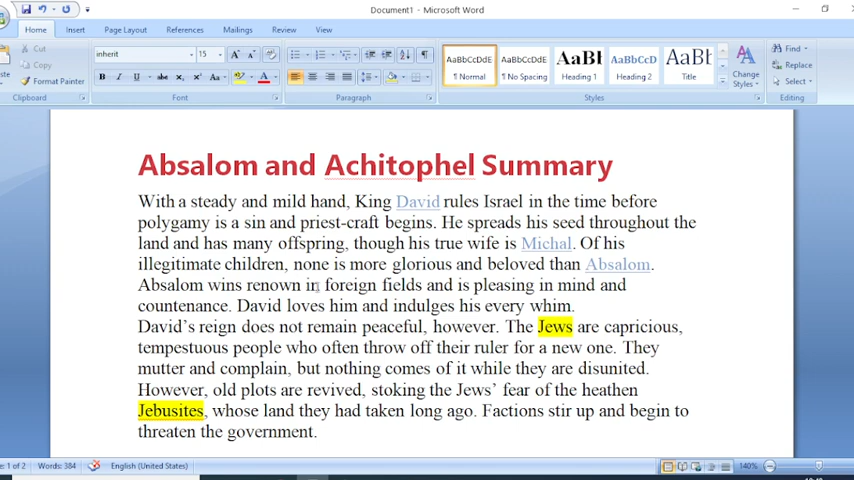 Document1 - Microsoft Word
Home Insert Page Layout References Mailings Review View
Cut
Copy
Format Painter
Clipboard
inherit 15
Font
Paragraph
AaBbCcDdE AaBbCcDdE AaBbCcD
¶ Normal ¶ No Spacing Heading 1 Heading 2 Title
Change
Styles
Styles
Find
Replace
Select
Editing
Absalom and Achitophel Summary
With a steady and mild hand, King David rules Israel in the time before
polygamy is a sin and priest-craft begins. He spreads his seed throughout the
land and has many offspring, though his true wife is Michal. Of his
illegitimate children, none is more glorious and beloved than Absalom.
Absalom wins renown in foreign fields and is pleasing in mind and
countenance. David loves him and indulges his every whim.
David’s reign does not remain peaceful, however. The Jews are capricious,
tempestuous people who often throw off their ruler for a new one. They
mutter and complain, but nothing comes of it while they are disunited.
However, old plots are revived, stoking the Jews’ fear of the heathen
Jebusites, whose land they had taken long ago. Factions stir up and begin to
threaten the government.
1 of 2 Words: 384 English (United States) 140%